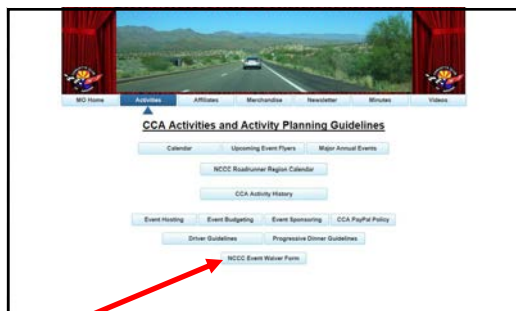 MO Home Activities Affiliates Merchandise Newsletter Minutes Videos
CCA Activities and Activity Planning Guidelines
Calendar Upcoming Event Flyers Major Annual Events
NCCC Roadrunner Region Calendar
CCA Activity History
Event Hosting Event Budgeting Event Sponsoring CCA PayPal Policy
Driver Guidelines Progressive Dinner Guidelines
NCCC Event Waiver Form